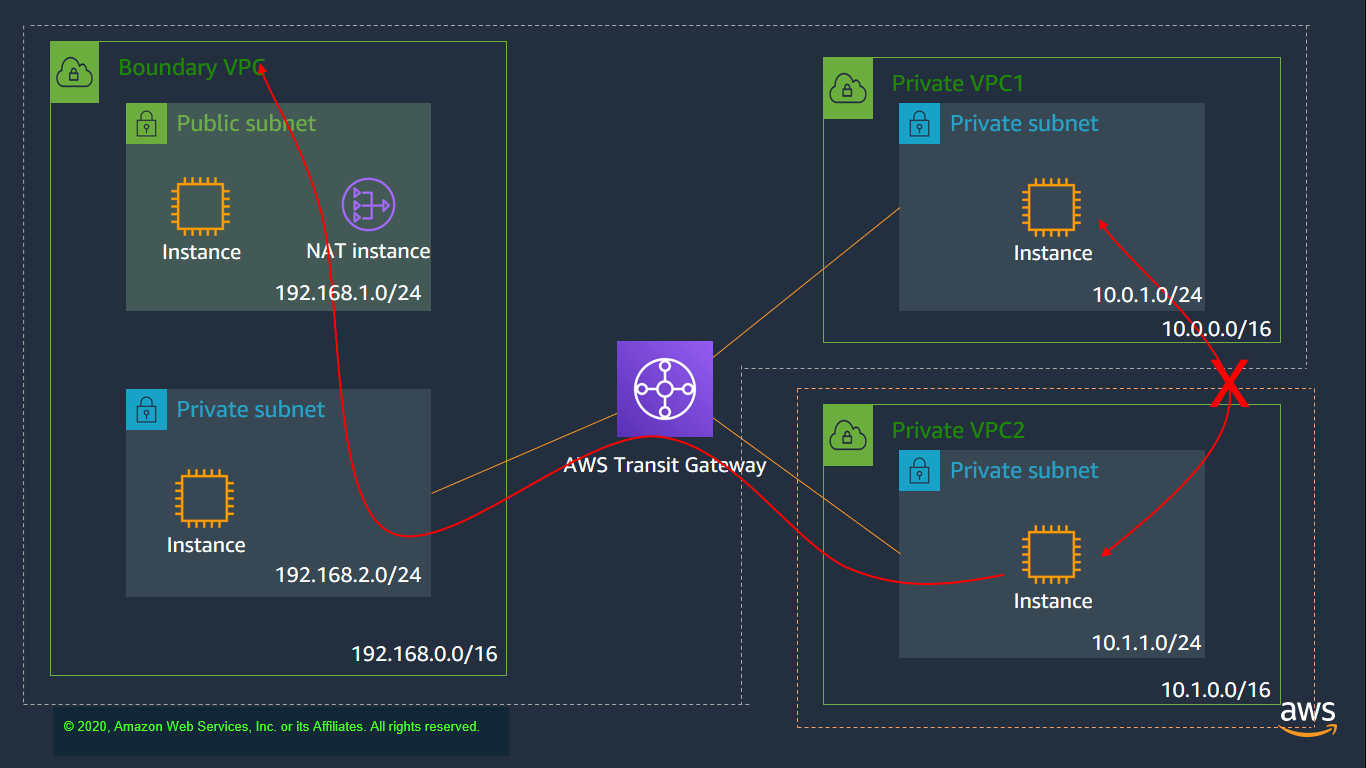 Boundary VPC
Public subnet
Instance
NAT instance
192.168.1.0/24
Private subnet
Instance
192.168.2.0/24
192.168.0.0/16
AWS Transit Gateway
Private VPC1
Private subnet
Instance
10.0.1.0/24
10.0.0.0/16
X
Private VPC2
Private subnet
Instance
10.1.1.0/24
10.1.0.0/16
© 2020, Amazon Web Services, Inc. or its Affiliates. All rights reserved.
aws